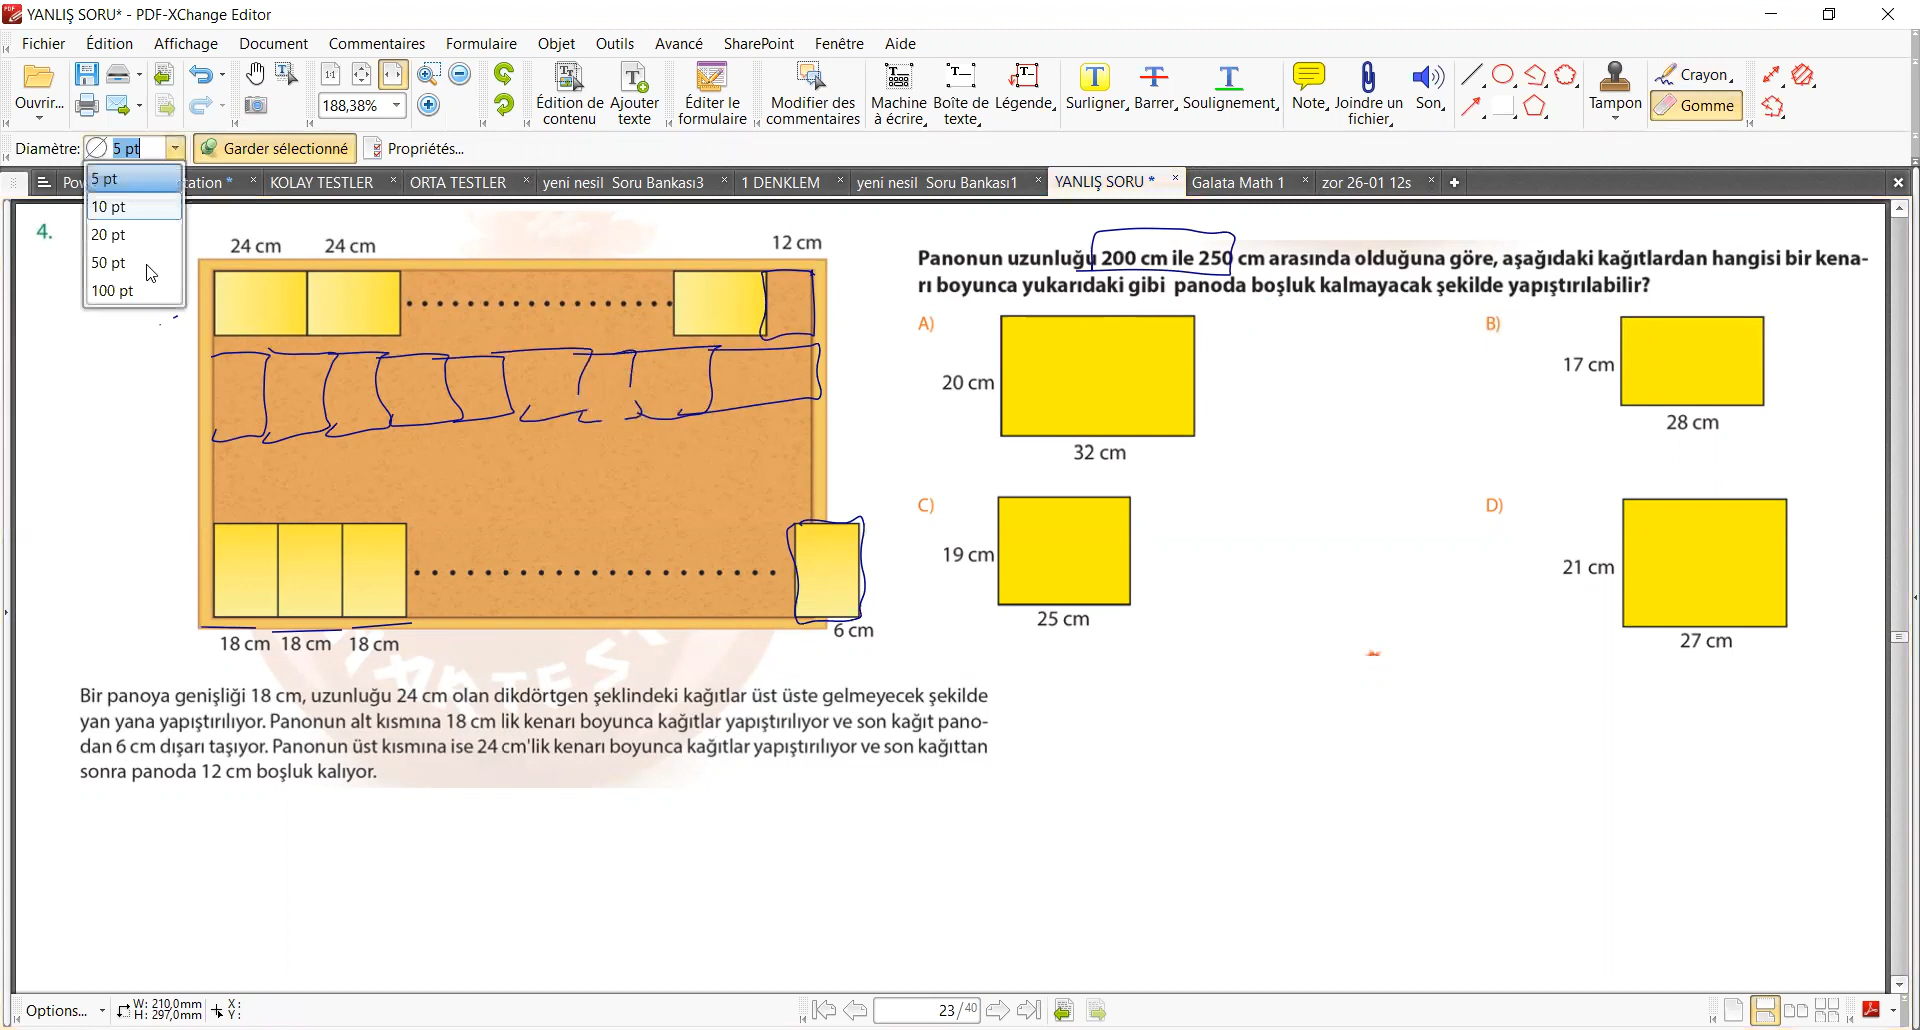 YANLIŞ SORU* - PDF-XChange Editor
Fichier Édition Affichage Document Commentaires Formulaire Objet Outils Avancé SharePoint Fenêtre Aide
Ouvrir... 1:1 188,38% Édition de contenu Ajouter texte Éditer le formulaire Modifier des commentaires Machine à écrire Boîte de texte Légende Surligner Barrer Soulignement Note Joindre un fichier Son Tampon Crayon Gomme
Diamètre: 5 pt Garder sélectionné Propriétés...
KOLAY TESTLER ORTA TESTLER yeni nesil Soru Bankası3 1 DENKLEM yeni nesil Soru Bankası1 YANLIŞ SORU * Galata Math 1 zor 26-01 12s
5 pt
10 pt
20 pt
50 pt
100 pt
4.
24 cm 24 cm 12 cm
18 cm 18 cm 18 cm 6 cm
Bir panoya genişliği 18 cm, uzunluğu 24 cm olan dikdörtgen şeklindeki kağıtlar üst üste gelmeyecek şekilde
yan yana yapıştırılıyor. Panonun alt kısmına 18 cm lik kenarı boyunca kağıtlar yapıştırılıyor ve son kağıt pano-
dan 6 cm dışarı taşıyor. Panonun üst kısmına ise 24 cm'lik kenarı boyunca kağıtlar yapıştırılıyor ve son kağıttan
sonra panoda 12 cm boşluk kalıyor.
Panonun uzunluğu 200 cm ile 250 cm arasında olduğuna göre, aşağıdaki kağıtlardan hangisi bir kena-
rı boyunca yukarıdaki gibi panoda boşluk kalmayacak şekilde yapıştırılabilir?
A)
20 cm
32 cm
B)
17 cm
28 cm
C)
19 cm
25 cm
D)
21 cm
27 cm
Options... W: 210,0mm H: 297,0mm X: Y: 23 /40